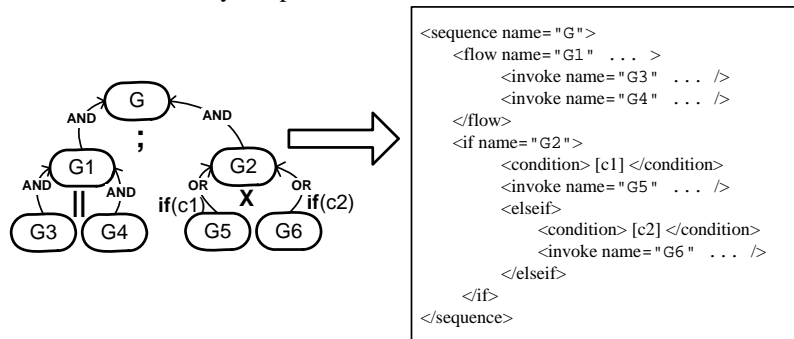 G
AND
AND
;
G1
G2
AND
AND
OR
OR
||
if(c1)
X
if(c2)
G3
G4
G5
G6
<sequence name="G">
<flow name="G1" ... >
<invoke name="G3" ... />
<invoke name="G4" ... />
</flow>
<if name="G2">
<condition> [c1] </condition>
<invoke name="G5" ... />
<elseif>
<condition> [c2] </condition>
<invoke name="G6" ... />
</elseif>
</if>
</sequence>